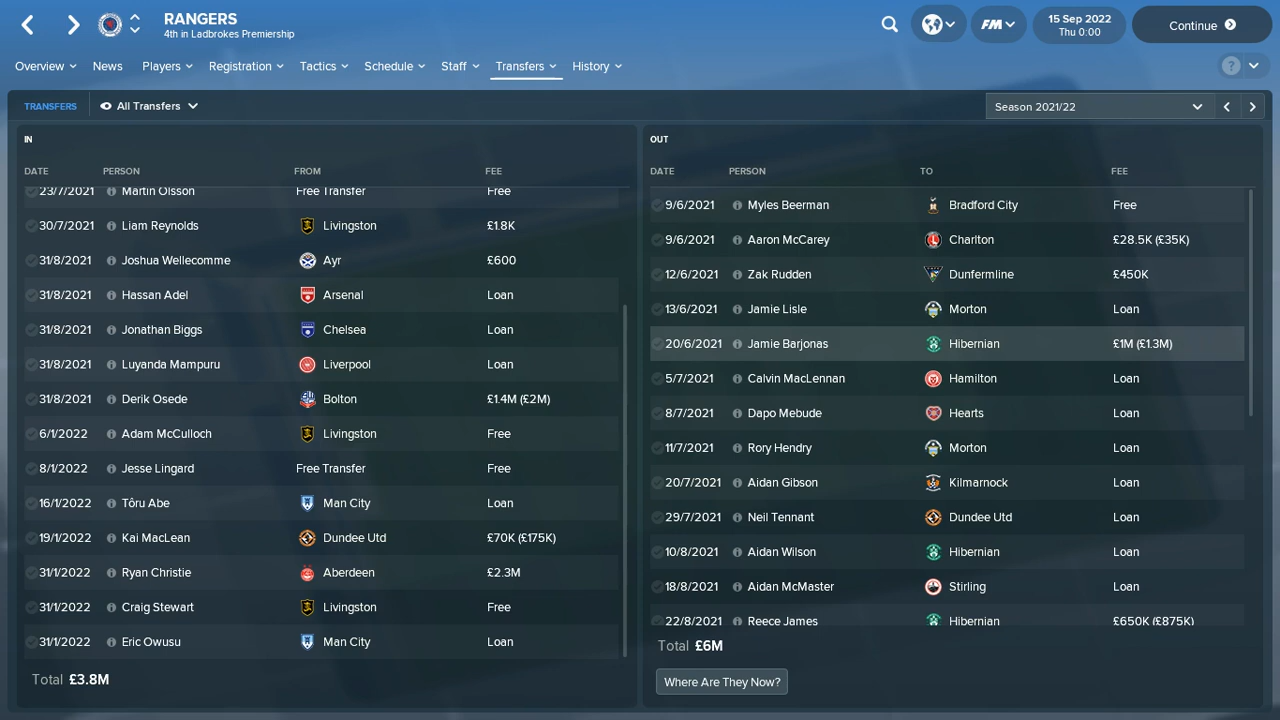 RANGERS
4th in Ladbrokes Premiership
FM
15 Sep 2022
Thu 0:00
Continue
Overview News Players Registration Tactics Schedule Staff Transfers History
?
TRANSFERS All Transfers
Season 2021/22
IN
DATE PERSON FROM FEE
23/7/2021 Martin Olsson Free Transfer Free
30/7/2021 Liam Reynolds Livingston £1.8K
31/8/2021 Joshua Wellecomme Ayr £600
31/8/2021 Hassan Adel Arsenal Loan
31/8/2021 Jonathan Biggs Chelsea Loan
31/8/2021 Luyanda Mampuru Liverpool Loan
31/8/2021 Derik Osede Bolton £1.4M (£2M)
6/1/2022 Adam McCulloch Livingston Free
8/1/2022 Jesse Lingard Free Transfer Free
16/1/2022 Tôru Abe Man City Loan
19/1/2022 Kai MacLean Dundee Utd £70K (£175K)
31/1/2022 Ryan Christie Aberdeen £2.3M
31/1/2022 Craig Stewart Livingston Free
31/1/2022 Eric Owusu Man City Loan
Total £3.8M
OUT
DATE PERSON TO FEE
9/6/2021 Myles Beerman Bradford City Free
9/6/2021 Aaron McCarey Charlton £28.5K (£35K)
12/6/2021 Zak Rudden Dunfermline £450K
13/6/2021 Jamie Lisle Morton Loan
20/6/2021 Jamie Barjonas Hibernian £1M (£1.3M)
5/7/2021 Calvin MacLennan Hamilton Loan
8/7/2021 Dapo Mebude Hearts Loan
11/7/2021 Rory Hendry Morton Loan
20/7/2021 Aidan Gibson Kilmarnock Loan
29/7/2021 Neil Tennant Dundee Utd Loan
10/8/2021 Aidan Wilson Hibernian Loan
18/8/2021 Aidan McMaster Stirling Loan
22/8/2021 Reece James Hibernian £650K (£875K)
Total £6M
Where Are They Now?